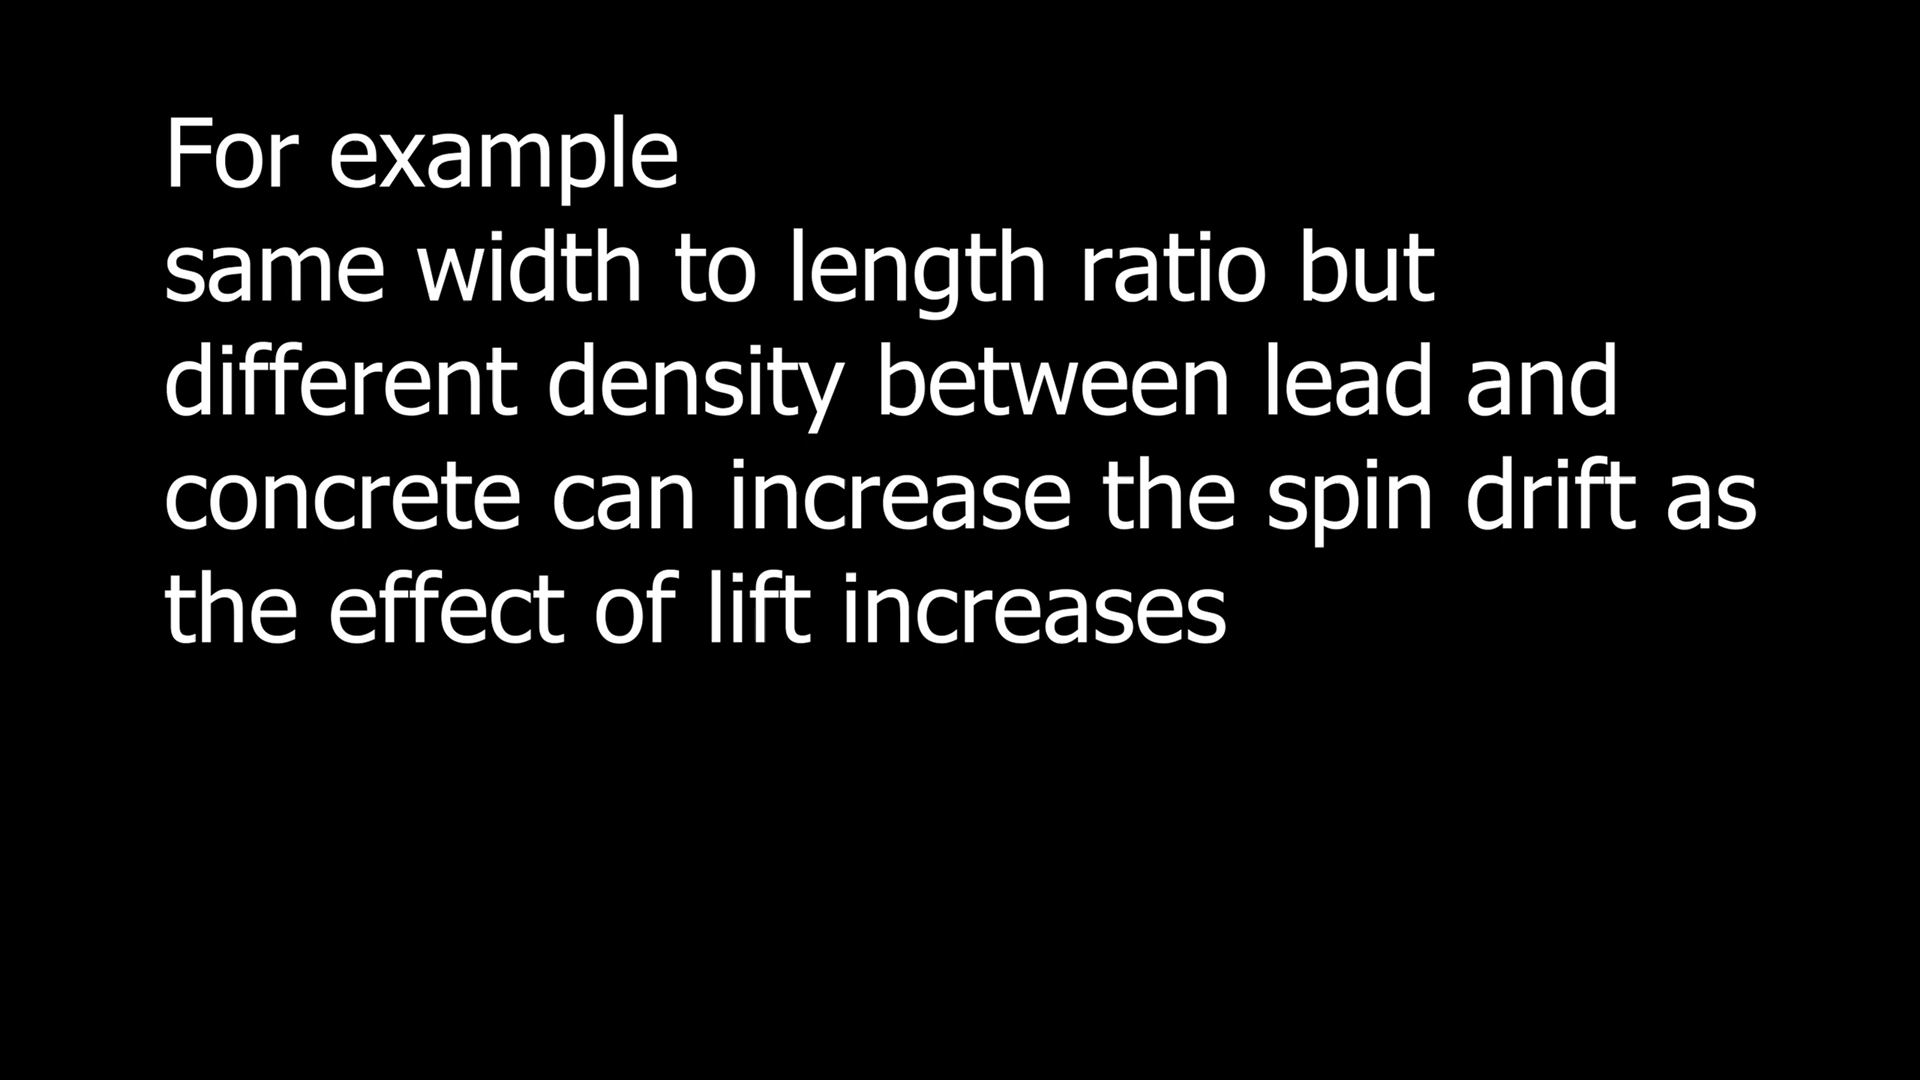 For example
same width to length ratio but
different density between lead and
concrete can increase the spin drift as
the effect of lift increases